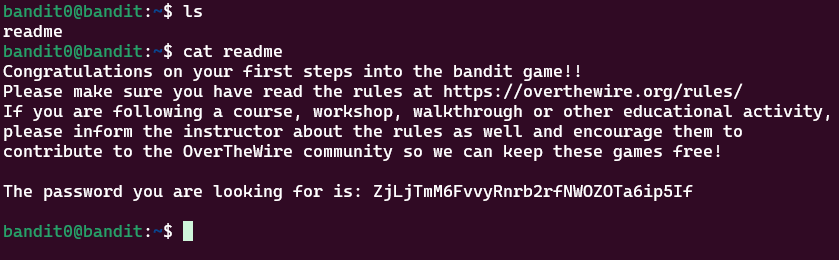 bandit0@bandit:~$ ls
readme
bandit0@bandit:~$ cat readme
Congratulations on your first steps into the bandit game!!
Please make sure you have read the rules at https://overthewire.org/rules/
If you are following a course, workshop, walkthrough or other educational activity,
please inform the instructor about the rules as well and encourage them to
contribute to the OverTheWire community so we can keep these games free!

The password you are looking for is: ZjLjTmM6FvvyRnrb2rfNWOZOTa6ip5If

bandit0@bandit:~$